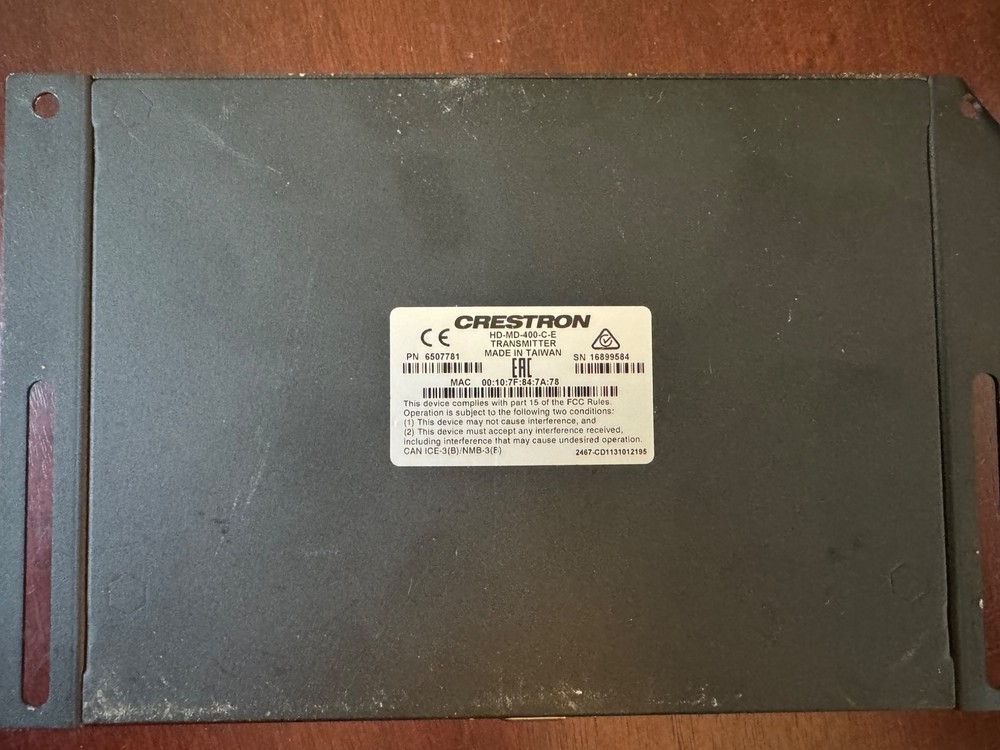 CRESTRON
CE
HD-MD-400-C-E
TRANSMITTER
MADE IN TAIWAN
PN 6507781
SN 16899584
EAC
MAC 00:10:7F:84:7A:78
This device complies with part 15 of the FCC Rules.
Operation is subject to the following two conditions:
(1) This device may not cause interference, and
(2) This device must accept any interference received,
including interference that may cause undesired operation.
CAN ICE-3(B)/NMB-3(B)
2467-CD1131012195